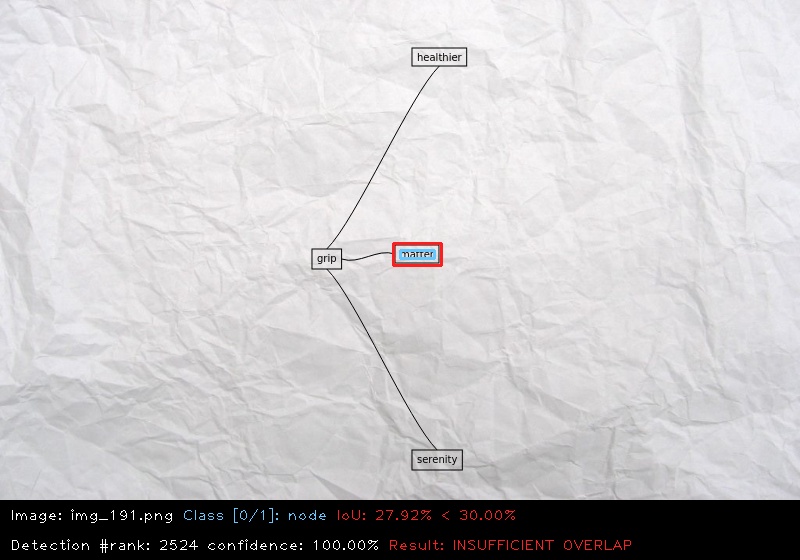 healthier
grip
matter
serenity
Image: img_191.png Class [0/1]: node IoU: 27.92% < 30.00%
Detection #rank: 2524 confidence: 100.00% Result: INSUFFICIENT OVERLAP